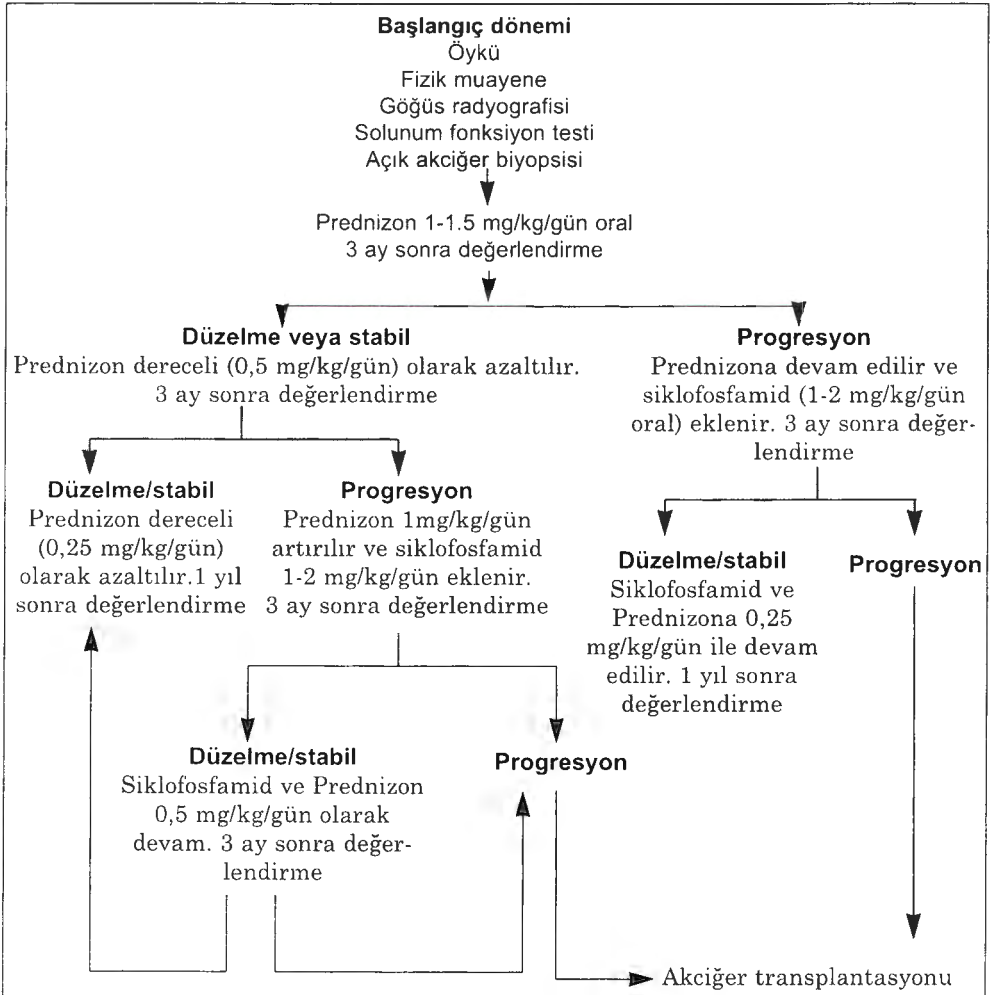 Başlangıç dönemi
Öykü
Fizik muayene
Göğüs radyografisi
Solunum fonksiyon testi
Açık akciğer biyopsisi
Prednizon 1-1.5 mg/kg/gün oral
3 ay sonra değerlendirme
Düzelme veya stabil
Prednizon dereceli (0,5 mg/kg/gün) olarak azaltılır.
3 ay sonra değerlendirme
Progresyon
Prednizona devam edilir ve
siklofosfamid (1-2 mg/kg/gün
oral) eklenir. 3 ay sonra değer-
lendirme
Düzelme/stabil
Prednizon dereceli
(0,25 mg/kg/gün)
olarak azaltılır.1 yıl
sonra değerlendirme
Progresyon
Prednizon 1mg/kg/gün
artırılır ve siklofosfamid
1-2 mg/kg/gün eklenir.
3 ay sonra değerlendirme
Düzelme/stabil
Siklofosfamid ve
Prednizona 0,25
mg/kg/gün ile devam
edilir. 1 yıl sonra
değerlendirme
Progresyon
Düzelme/stabil
Siklofosfamid ve Prednizon
0,5 mg/kg/gün olarak
devam. 3 ay sonra değer-
lendirme
Progresyon
Akciğer transplantasyonu